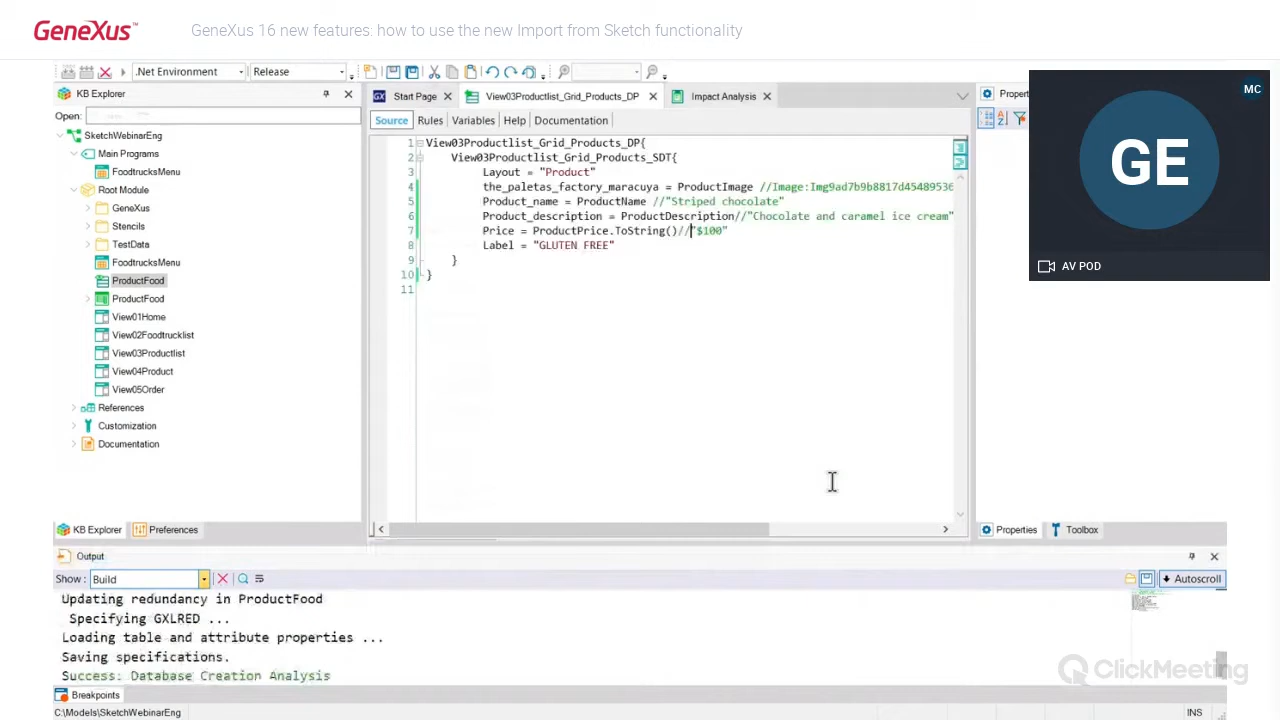 GeneXus™
GeneXus 16 new features: how to use the new Import from Sketch functionality
.Net Environment
Release
KB Explorer
Open:
SketchWebinarEng
Main Programs
FoodtrucksMenu
Root Module
GeneXus
Stencils
TestData
FoodtrucksMenu
ProductFood
ProductFood
View01Home
View02Foodtrucklist
View03Productlist
View04Product
View05Order
References
Customization
Documentation
KB Explorer
Preferences
GX Start Page
View03Productlist_Grid_Products_DP
Impact Analysis
Source Rules Variables Help Documentation
1 View03Productlist_Grid_Products_DP{
2 View03Productlist_Grid_Products_SDT{
3 Layout = "Product"
4 the_paletas_factory_maracuya = ProductImage //Image:Img9ad7b9b8817d45489536
5 Product_name = ProductName //"Striped chocolate"
6 Product_description = ProductDescription//"Chocolate and caramel ice cream"
7 Price = ProductPrice.ToString()//"$100"
8 Label = "GLUTEN FREE"
9 }
10 }
11
Propert
GE
MC
AV POD
Properties
Toolbox
Output
Show: Build
Autoscroll
Updating redundancy in ProductFood
Specifying GXLRED ...
Loading table and attribute properties ...
Saving specifications.
Success: Database Creation Analysis
Breakpoints
C:\Models\SketchWebinarEng
INS
ClickMeeting